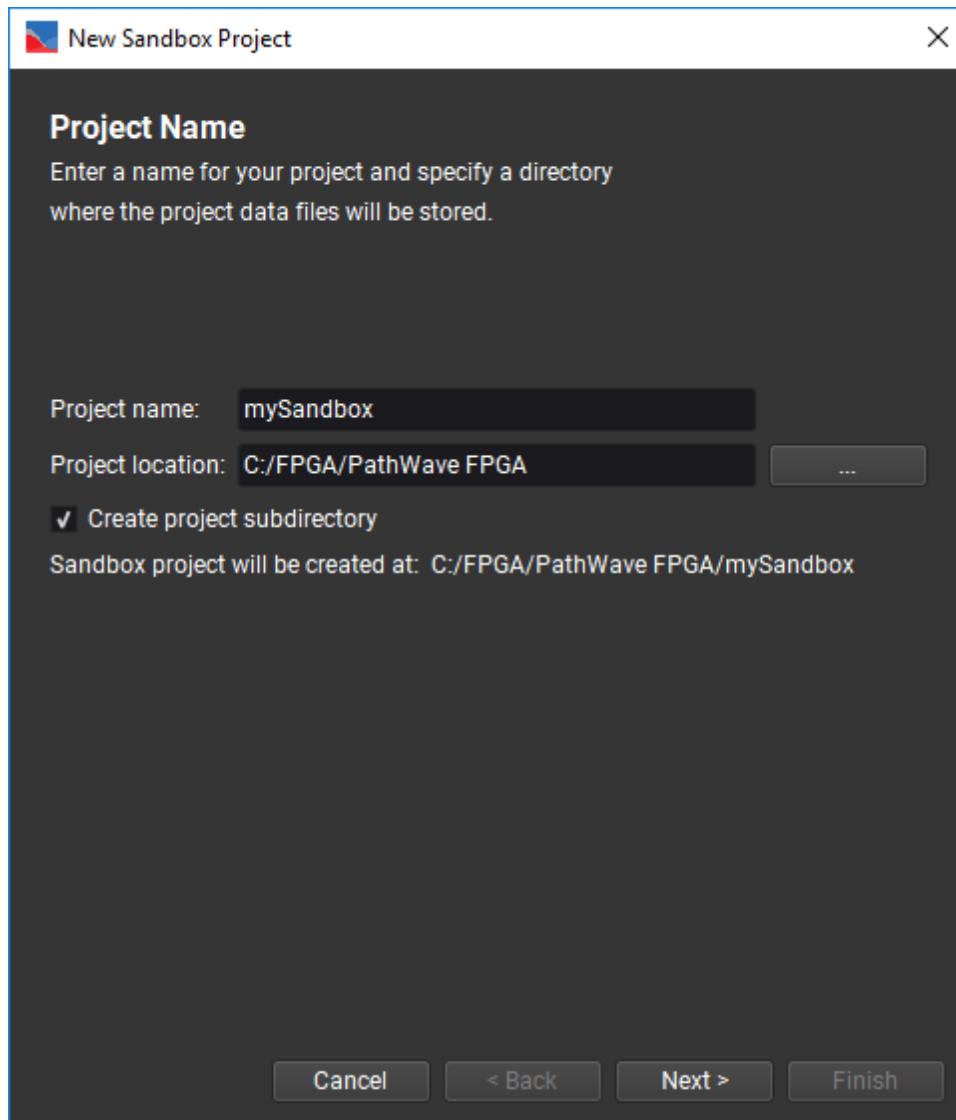 New Sandbox Project
Project Name
Enter a name for your project and specify a directory
where the project data files will be stored.
Project name: mySandbox
Project location: C:/FPGA/PathWave FPGA ...
Create project subdirectory
Sandbox project will be created at: C:/FPGA/PathWave FPGA/mySandbox
Cancel < Back Next > Finish